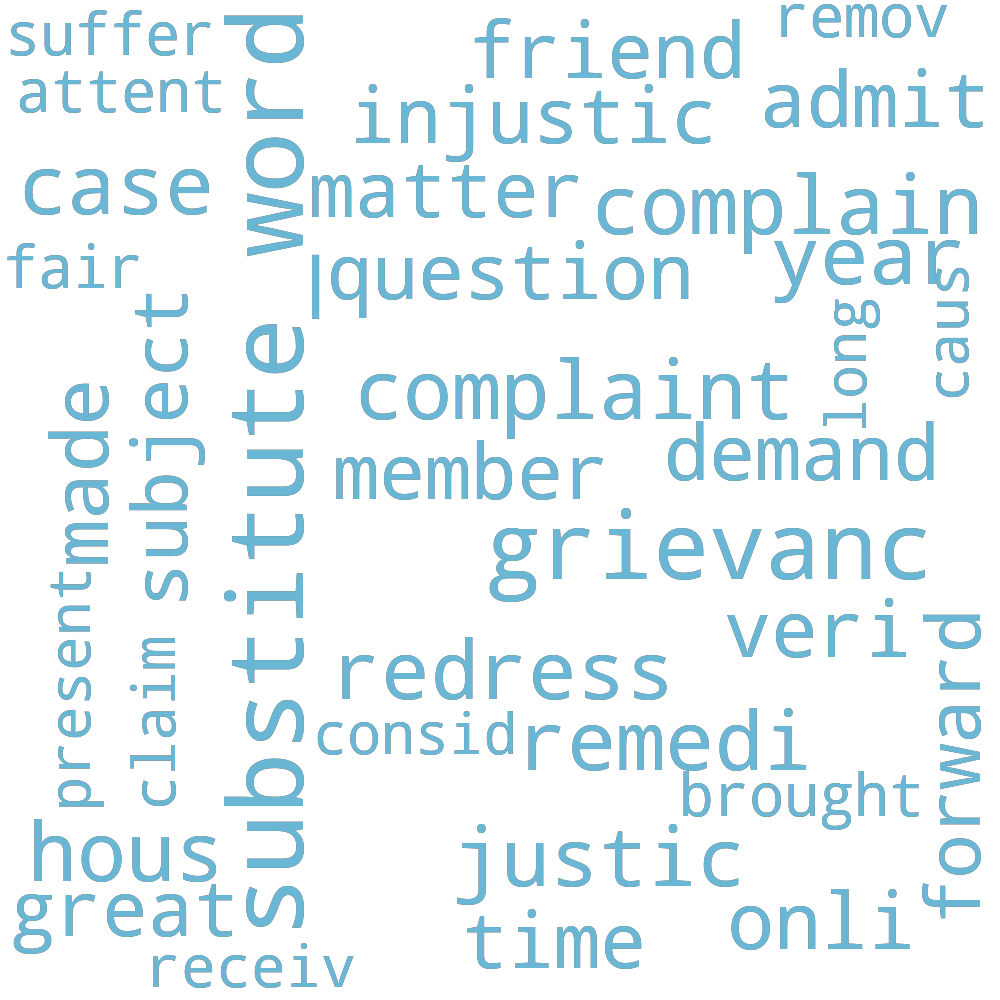 suffer
remov
friend
attent
admit
injustic
substitute word
case
matter
complain
fair
question
year
caus
long
subject
complaint
made
demand
member
grievanc
present
veri
forward
claim
redress
consid
remedi
brought
hous
justic
great
onli
time
receiv